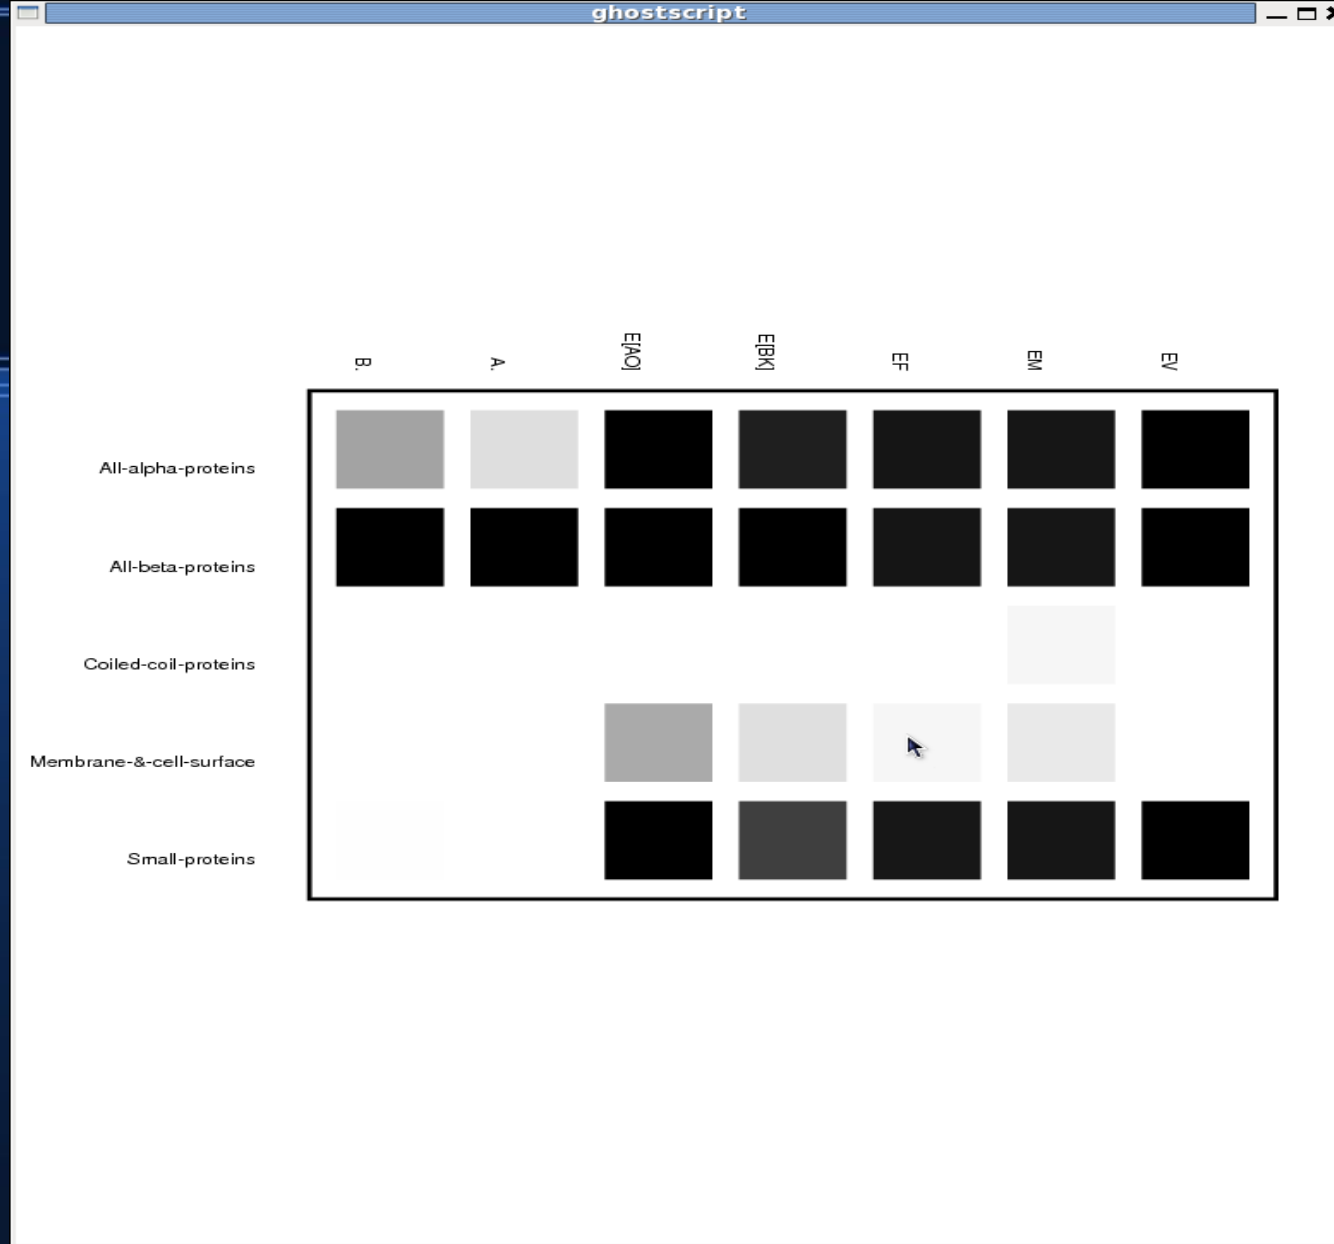 ghostscript
B.
A.
E[AO]
E[BK]
EF
EM
EV
All-alpha-proteins
All-beta-proteins
Coiled-coil-proteins
Membrane-&-cell-surface
Small-proteins